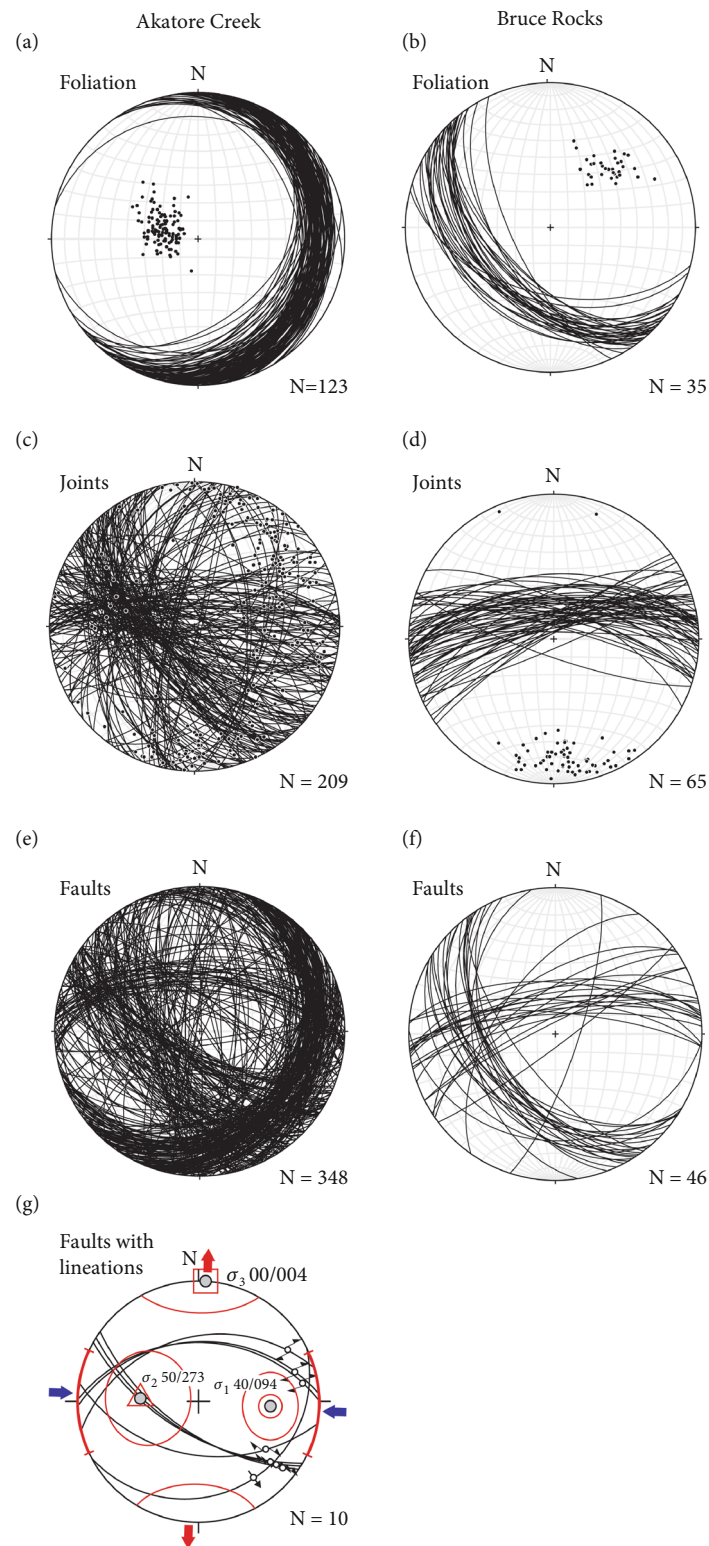 Akatore Creek
Bruce Rocks
(a)
(b)
Foliation
N
Foliation
N
N=123
N = 35
(c)
(d)
Joints
N
Joints
N
N = 209
N = 65
(e)
(f)
Faults
N
Faults
N
N = 348
N = 46
(g)
Faults with
lineations
N
σ3 00/004
σ2 50/273
σ1 40/094
N = 10